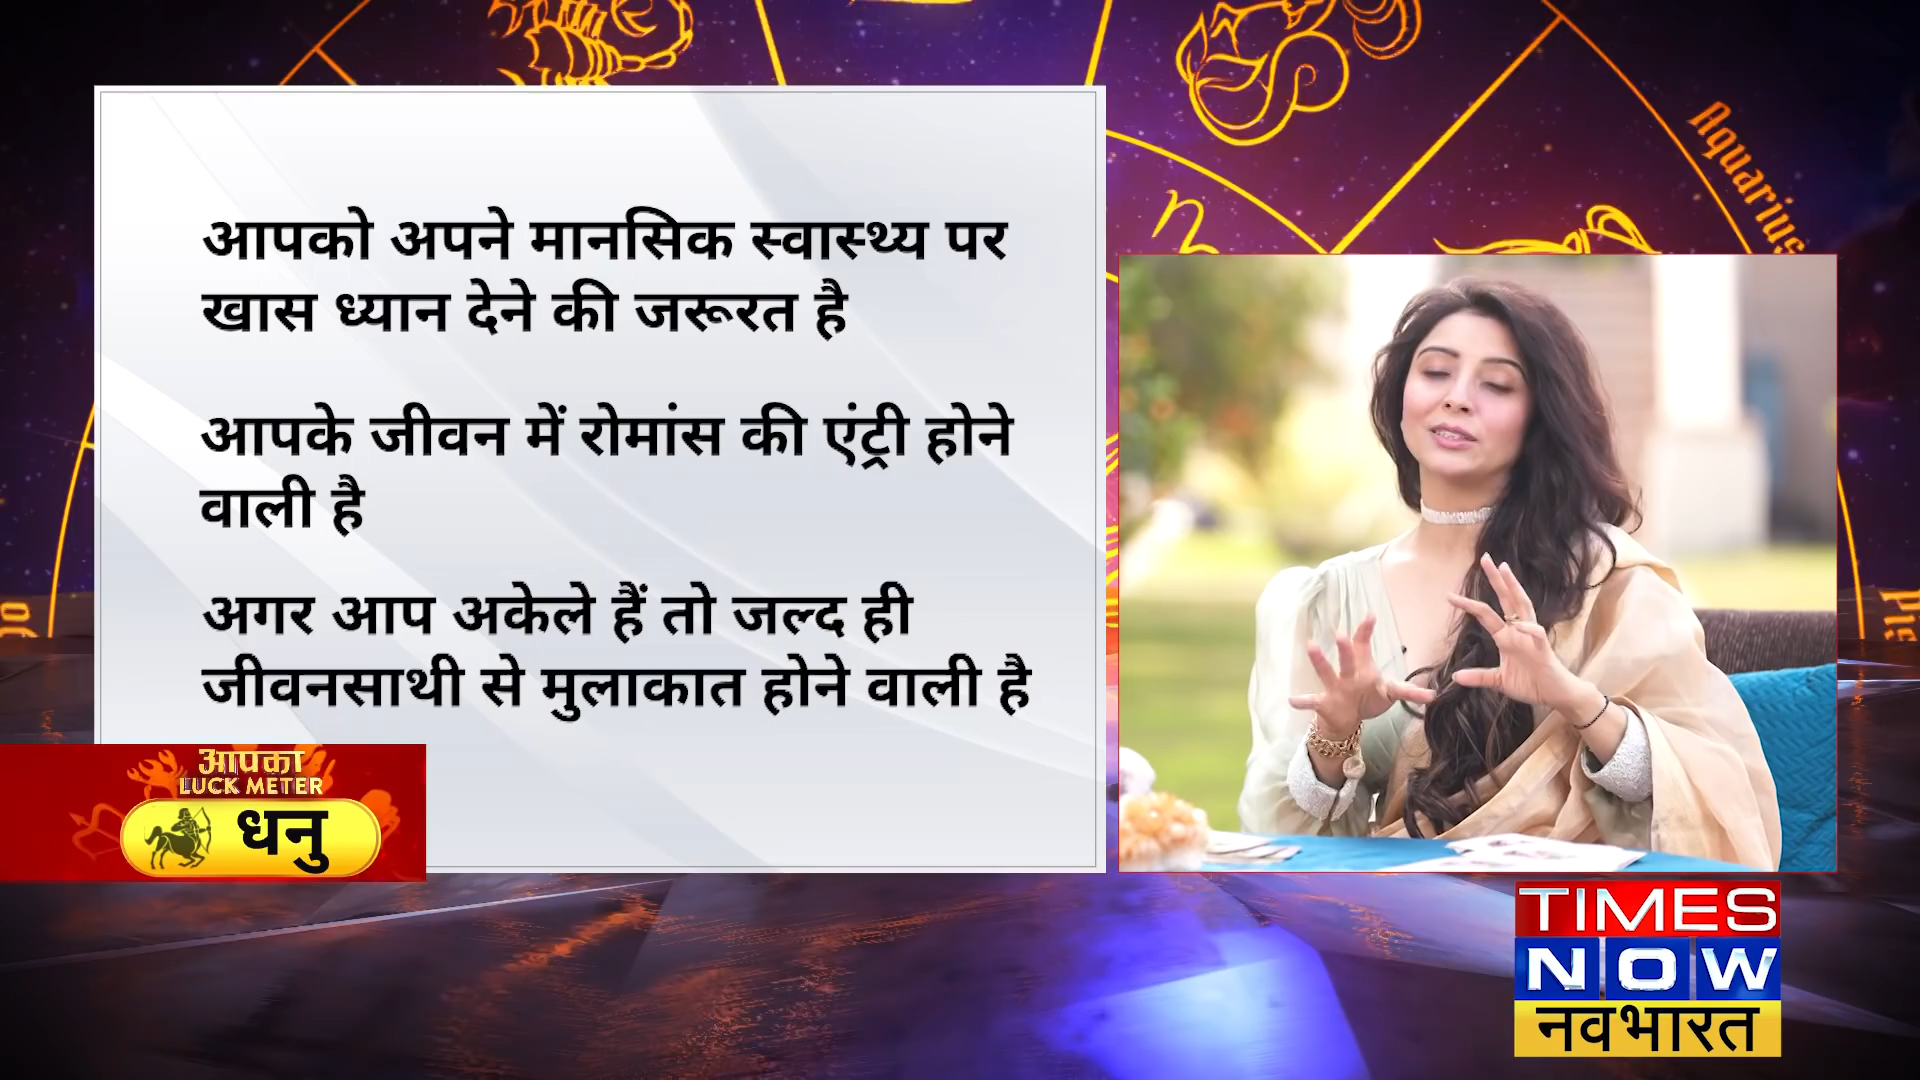 Aquarius
आपको अपने मानसिक स्वास्थ्य पर
खास ध्यान देने की जरूरत है
आपके जीवन में रोमांस की एंट्री होने
वाली है
अगर आप अकेले हैं तो जल्द ही
जीवनसाथी से मुलाकात होने वाली है
आपका
LUCK METER
धनु
TIMES
NOW
नवभारत